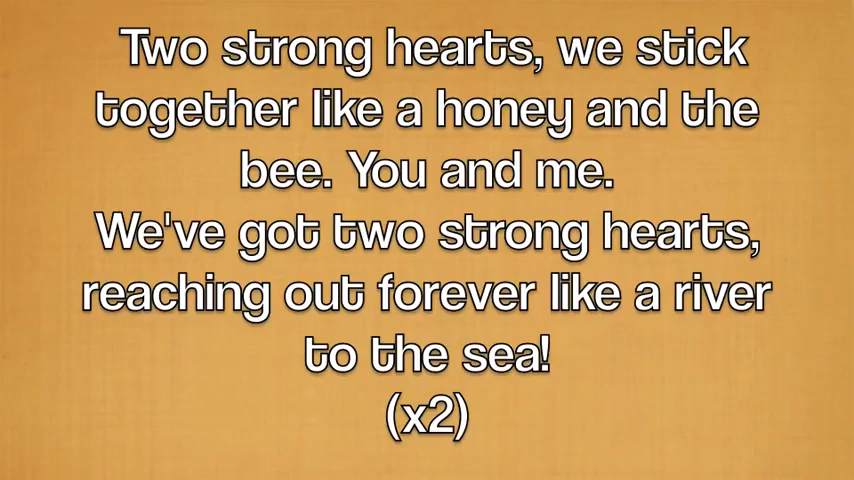 Two strong hearts, we stick
together like a honey and the
bee. You and me.
We've got two strong hearts,
reaching out forever like a river
to the sea!
(x2)